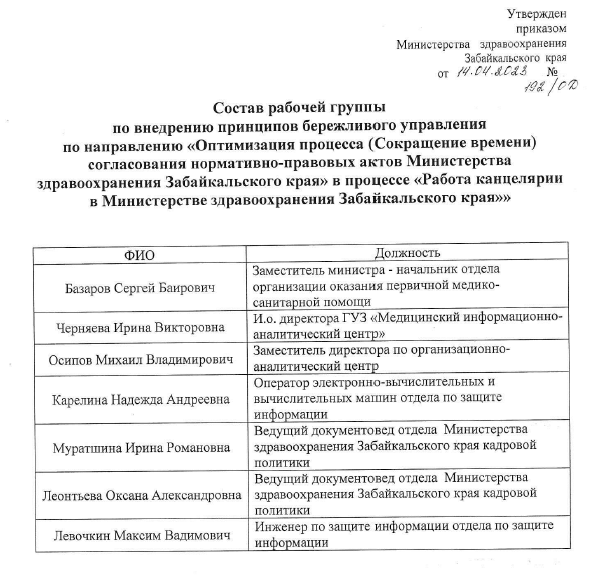 Утвержден
приказом
Министерства здравоохранения
Забайкальского края
от 14.04.2023 №
192/ОД
Состав рабочей группы
по внедрению принципов бережливого управления
по направлению «Оптимизация процесса (Сокращение времени)
согласования нормативно-правовых актов Министерства
здравоохранения Забайкальского края» в процессе «Работа канцелярии
в Министерстве здравоохранения Забайкальского края»»
ФИО Должность
Базаров Сергей Баирович
Заместитель министра - начальник отдела
организации оказания первичной медико-
санитарной помощи
Черняева Ирина Викторовна
И.о. директора ГУЗ «Медицинский информационно-
аналитический центр»
Осипов Михаил Владимирович
Заместитель директора по организационно-
аналитический центр
Карелина Надежда Андреевна
Оператор электронно-вычислительных и
вычислительных машин отдела по защите
информации
Муратшина Ирина Романовна
Ведущий документовед отдела Министерства
здравоохранения Забайкальского края кадровой
политики
Леонтьева Оксана Александровна
Ведущий документовед отдела Министерства
здравоохранения Забайкальского края кадровой
политики
Левочкин Максим Вадимович
Инженер по защите информации отдела по защите
информации